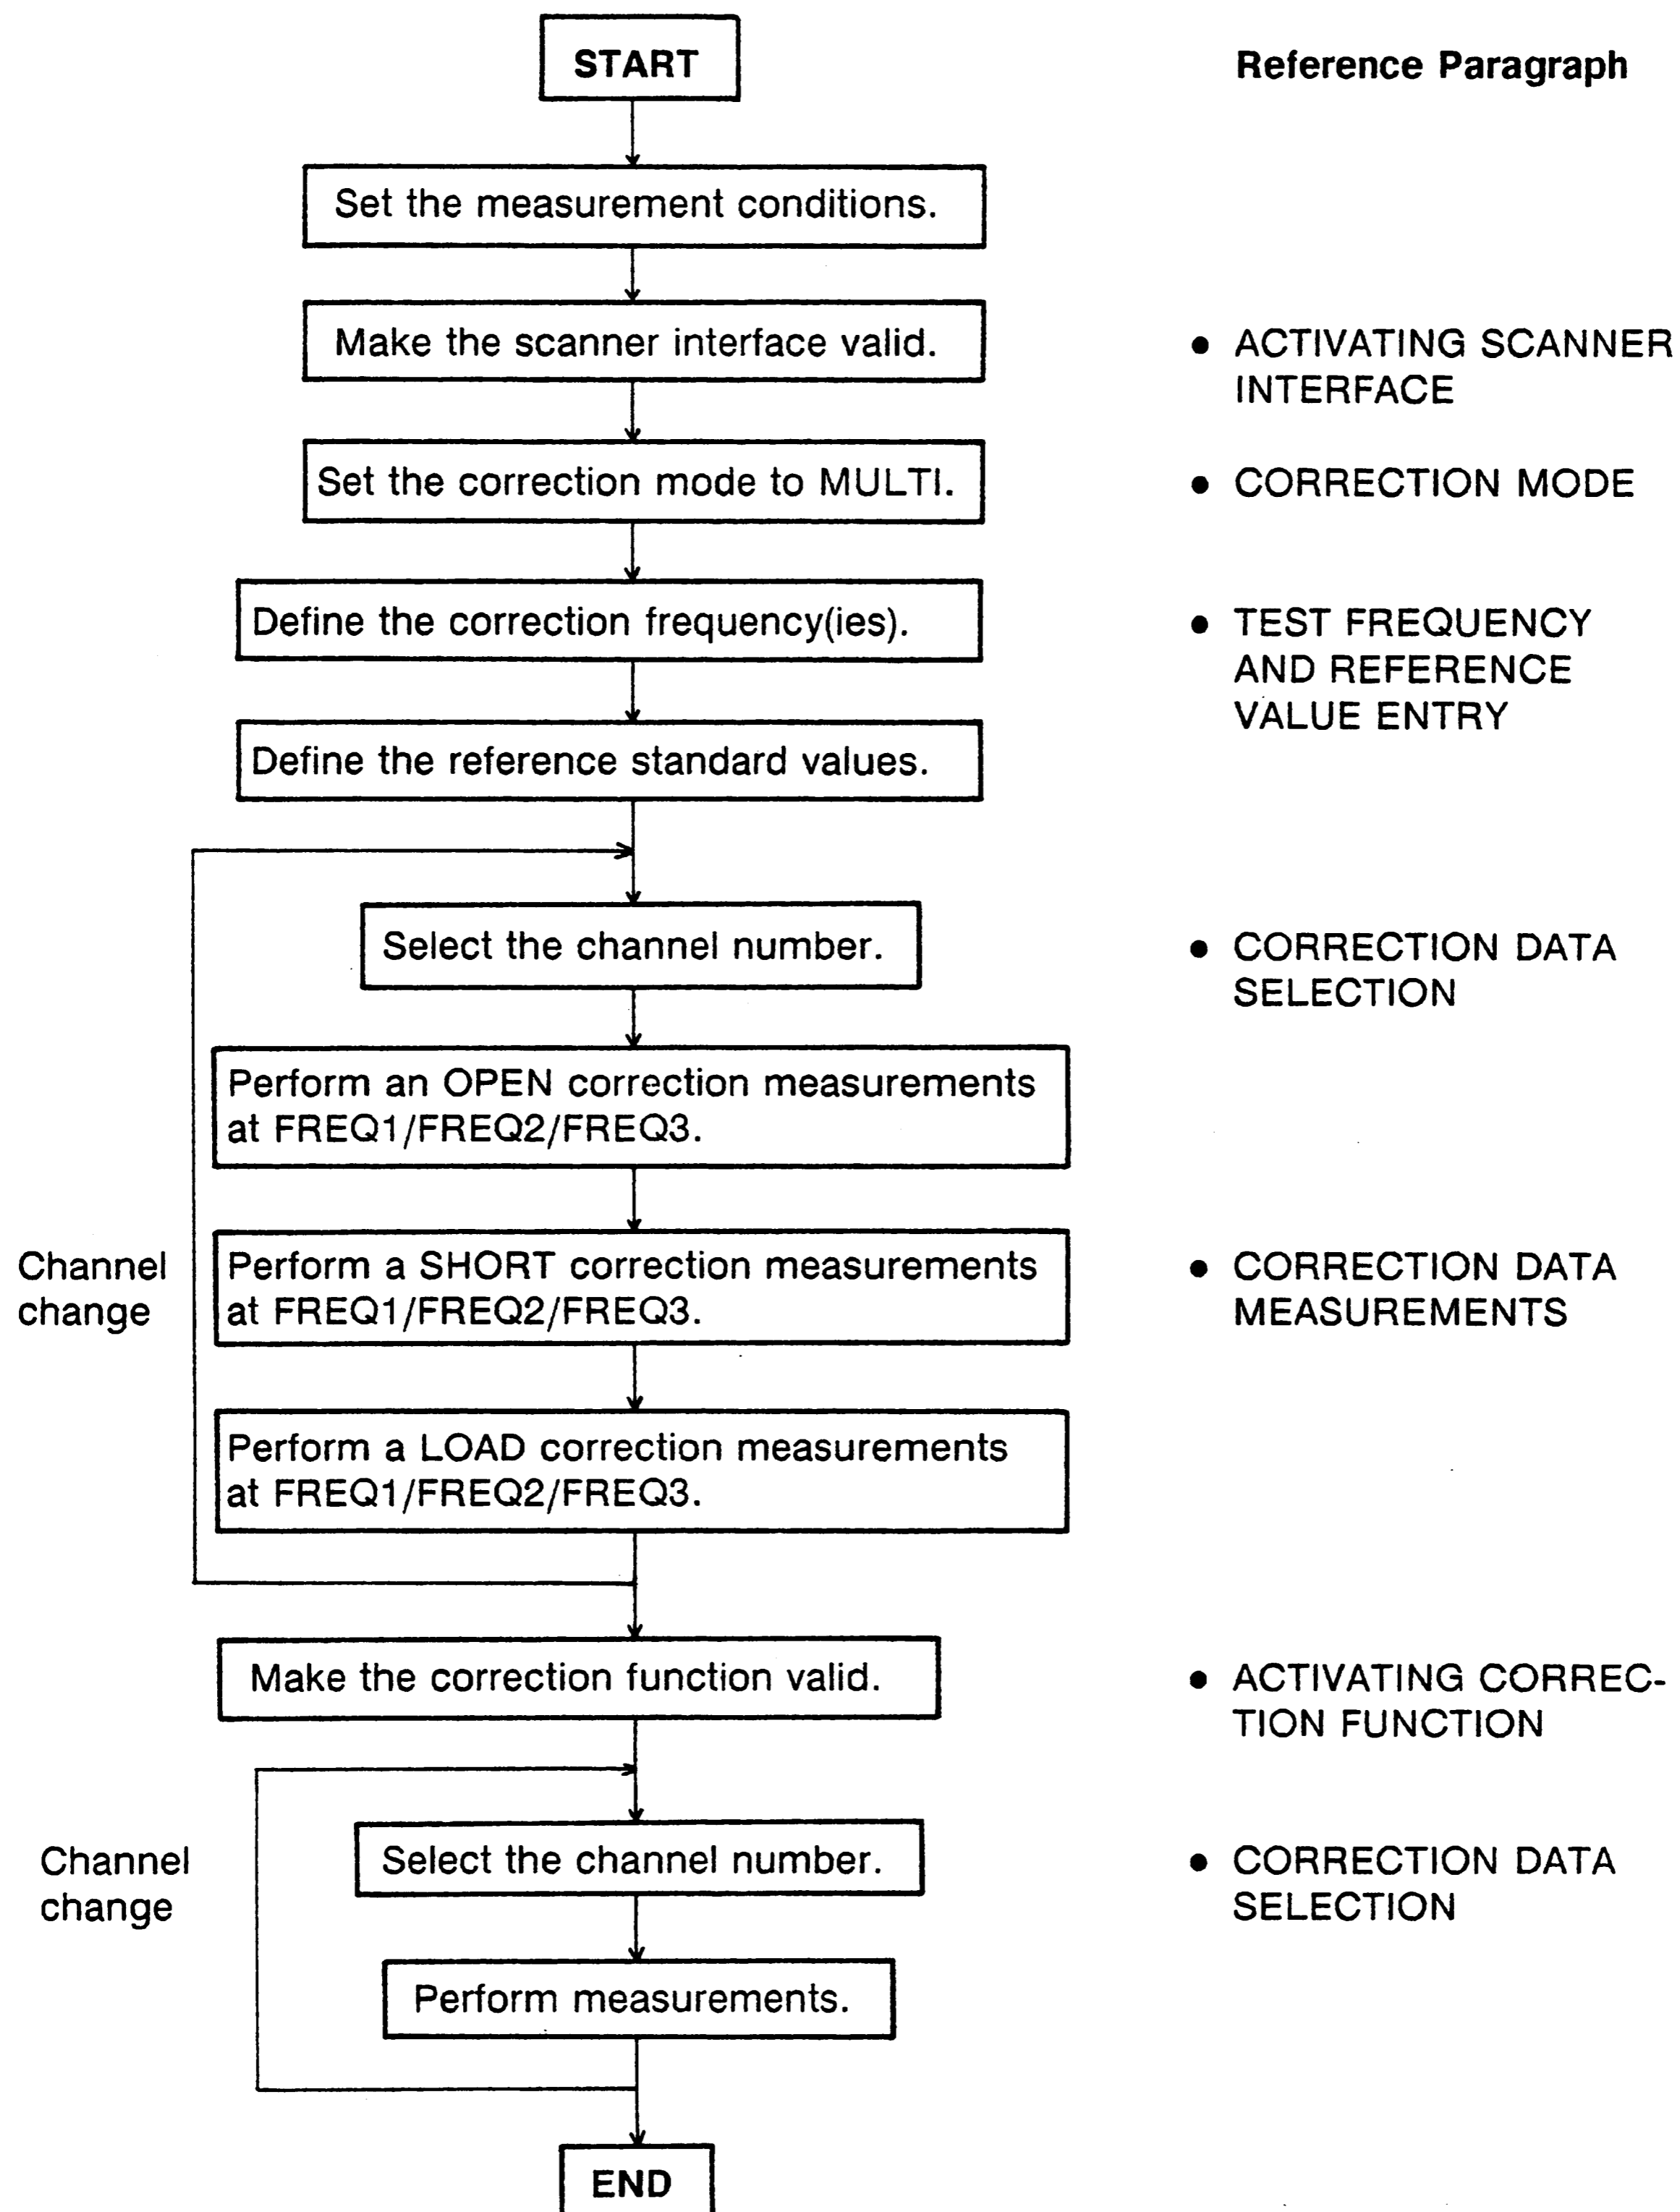 START
Reference Paragraph
Set the measurement conditions.
Make the scanner interface valid.
• ACTIVATING SCANNER
INTERFACE
Set the correction mode to MULTI.
• CORRECTION MODE
Define the correction frequency(ies).
• TEST FREQUENCY
AND REFERENCE
VALUE ENTRY
Define the reference standard values.
Select the channel number.
• CORRECTION DATA
SELECTION
Perform an OPEN correction measurements
at FREQ1/FREQ2/FREQ3.
Channel
change
Perform a SHORT correction measurements
at FREQ1/FREQ2/FREQ3.
• CORRECTION DATA
MEASUREMENTS
Perform a LOAD correction measurements
at FREQ1/FREQ2/FREQ3.
Make the correction function valid.
• ACTIVATING CORREC-
TION FUNCTION
Channel
change
Select the channel number.
• CORRECTION DATA
SELECTION
Perform measurements.
END